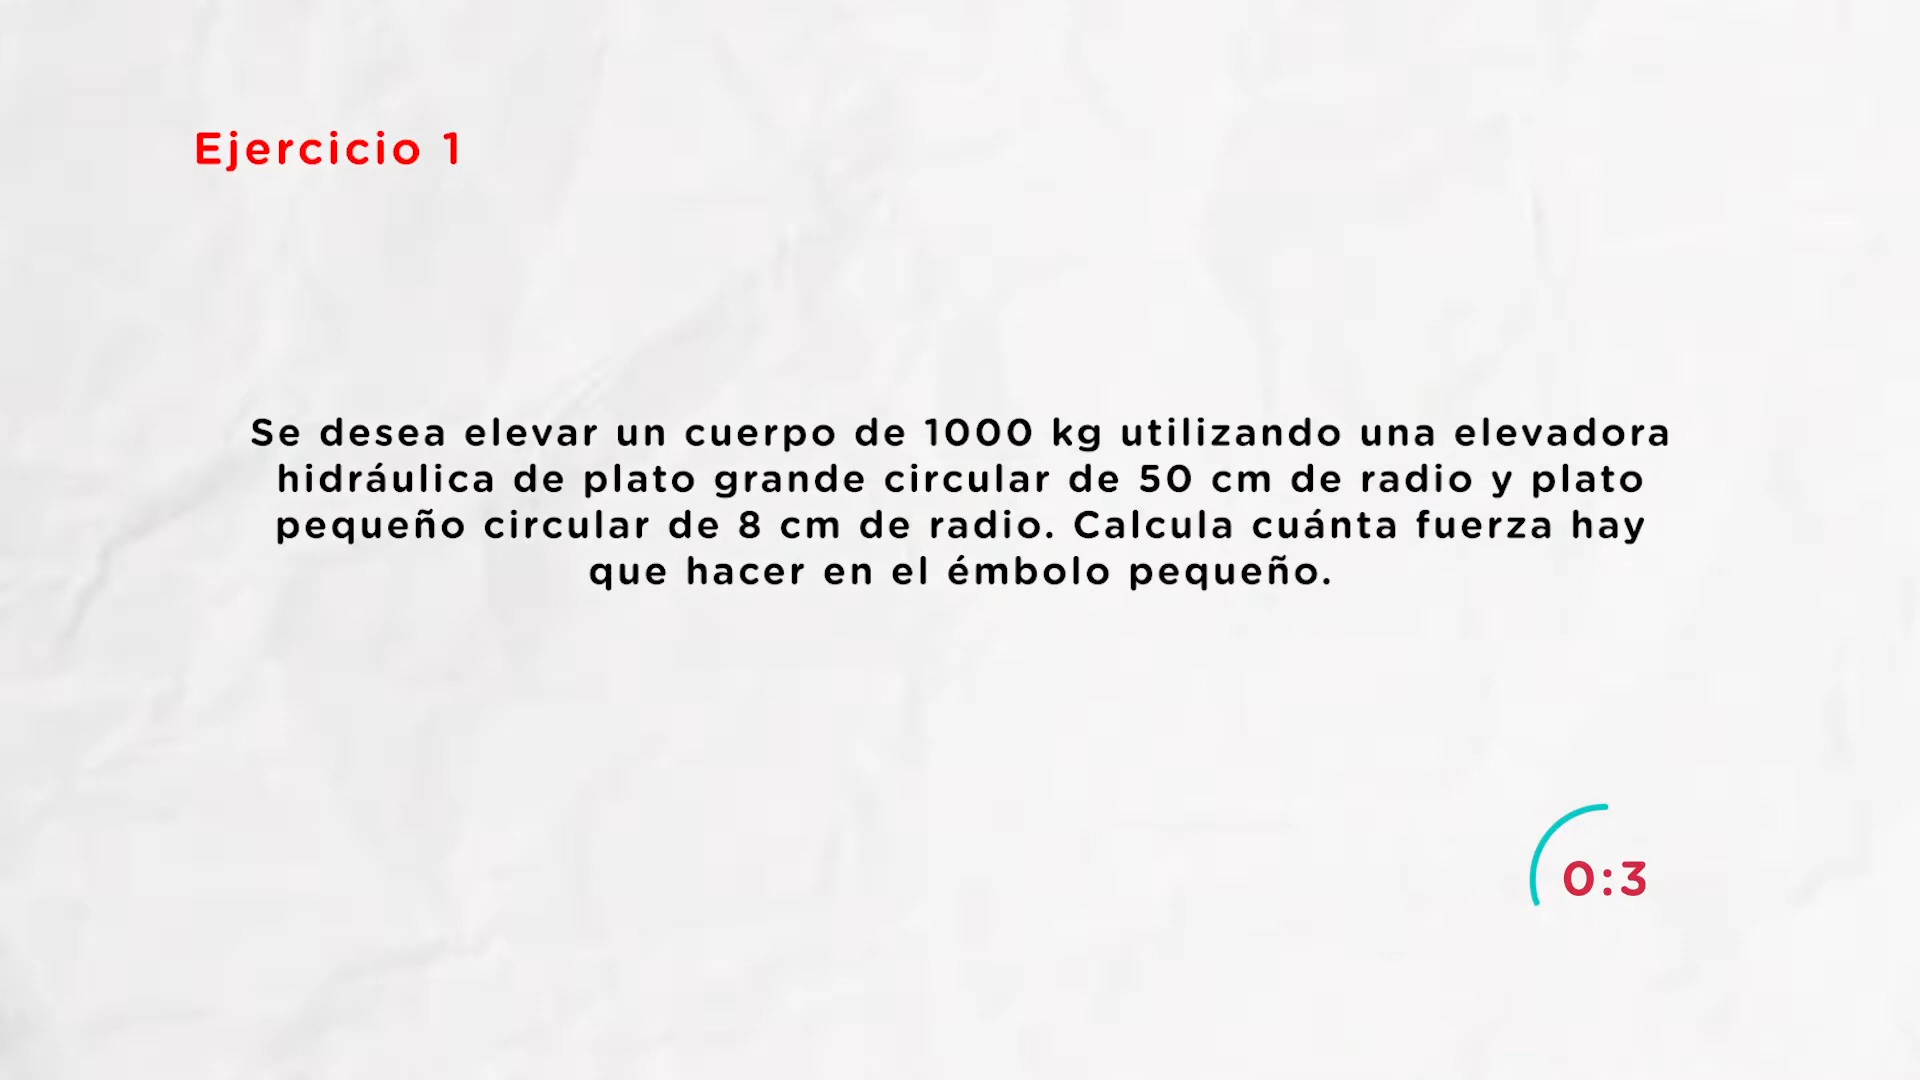 Ejercicio 1
Se desea elevar un cuerpo de 1000 kg utilizando una elevadora
hidráulica de plato grande circular de 50 cm de radio y plato
pequeño circular de 8 cm de radio. Calcula cuánta fuerza hay
que hacer en el émbolo pequeño.
0:3